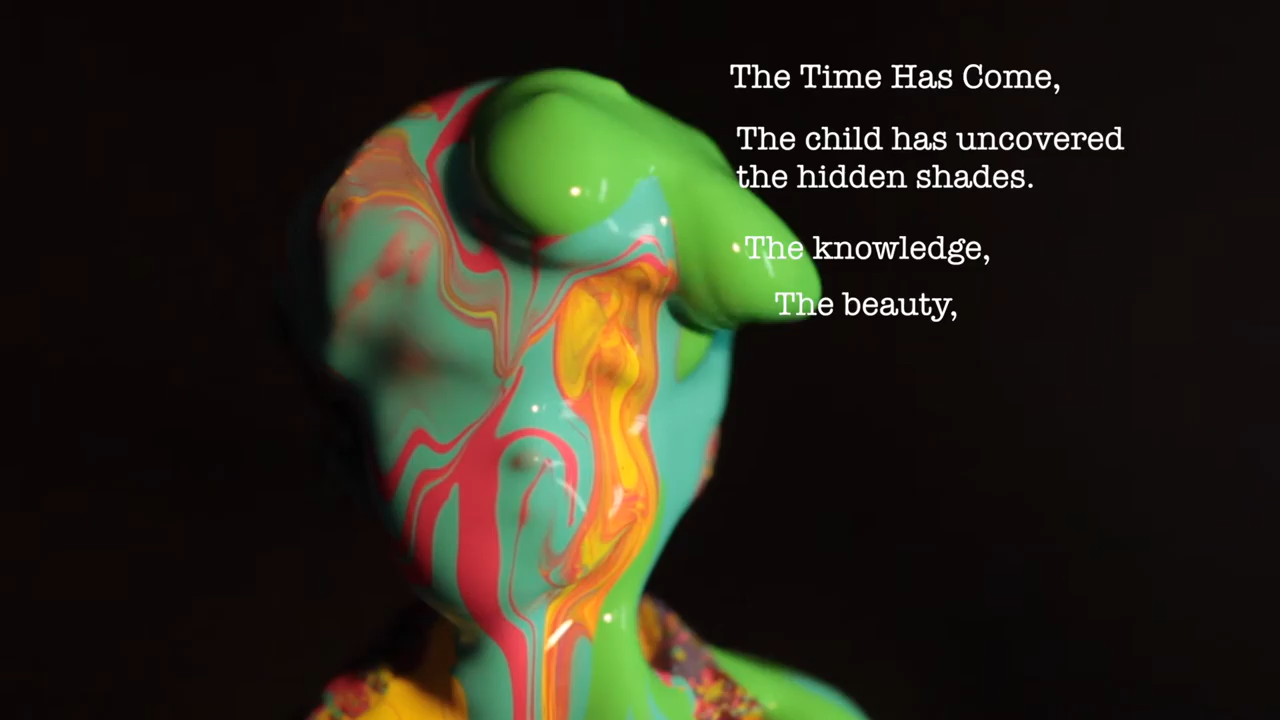 The Time Has Come,
The child has uncovered
the hidden shades.
The knowledge,
The beauty,